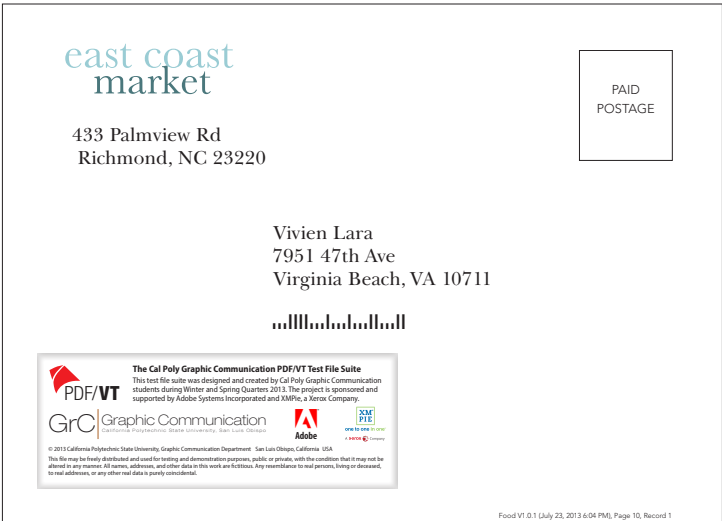 east coast
market
433 Palmview Rd
Richmond, NC 23220
PAID
POSTAGE
Vivien Lara
7951 47th Ave
Virginia Beach, VA 10711
PDF/VT
The Cal Poly Graphic Communication PDF/VT Test File Suite
This test file suite was designed and created by Cal Poly Graphic Communication
students during Winter and Spring Quarters 2013. The project is sponsored and
supported by Adobe Systems Incorporated and XMPie, a Xerox Company.
GrC Graphic Communication
California Polytechnic State University, San Luis Obispo
Adobe
XM
PIE
one to one in one
A xerox Company
© 2013 California Polytechnic State University, Graphic Communication Department San Luis Obispo, California USA
This file may be freely distributed and used for testing and demonstration purposes, public or private, with the condition that it may not be
altered in any manner. All names, addresses, and other data in this work are fictitious. Any resemblance to real persons, living or deceased,
to real addresses, or any other real data is purely coincidental.
Food V1.0.1 (July 23, 2013 6:04 PM), Page 10, Record 1